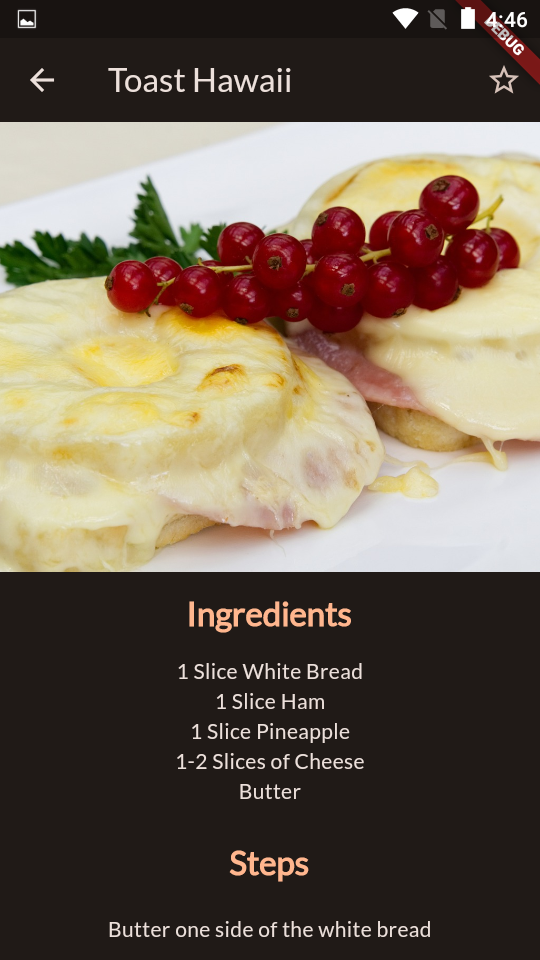 4:46
DEBUG
Toast Hawaii
Ingredients
1 Slice White Bread
1 Slice Ham
1 Slice Pineapple
1-2 Slices of Cheese
Butter
Steps
Butter one side of the white bread